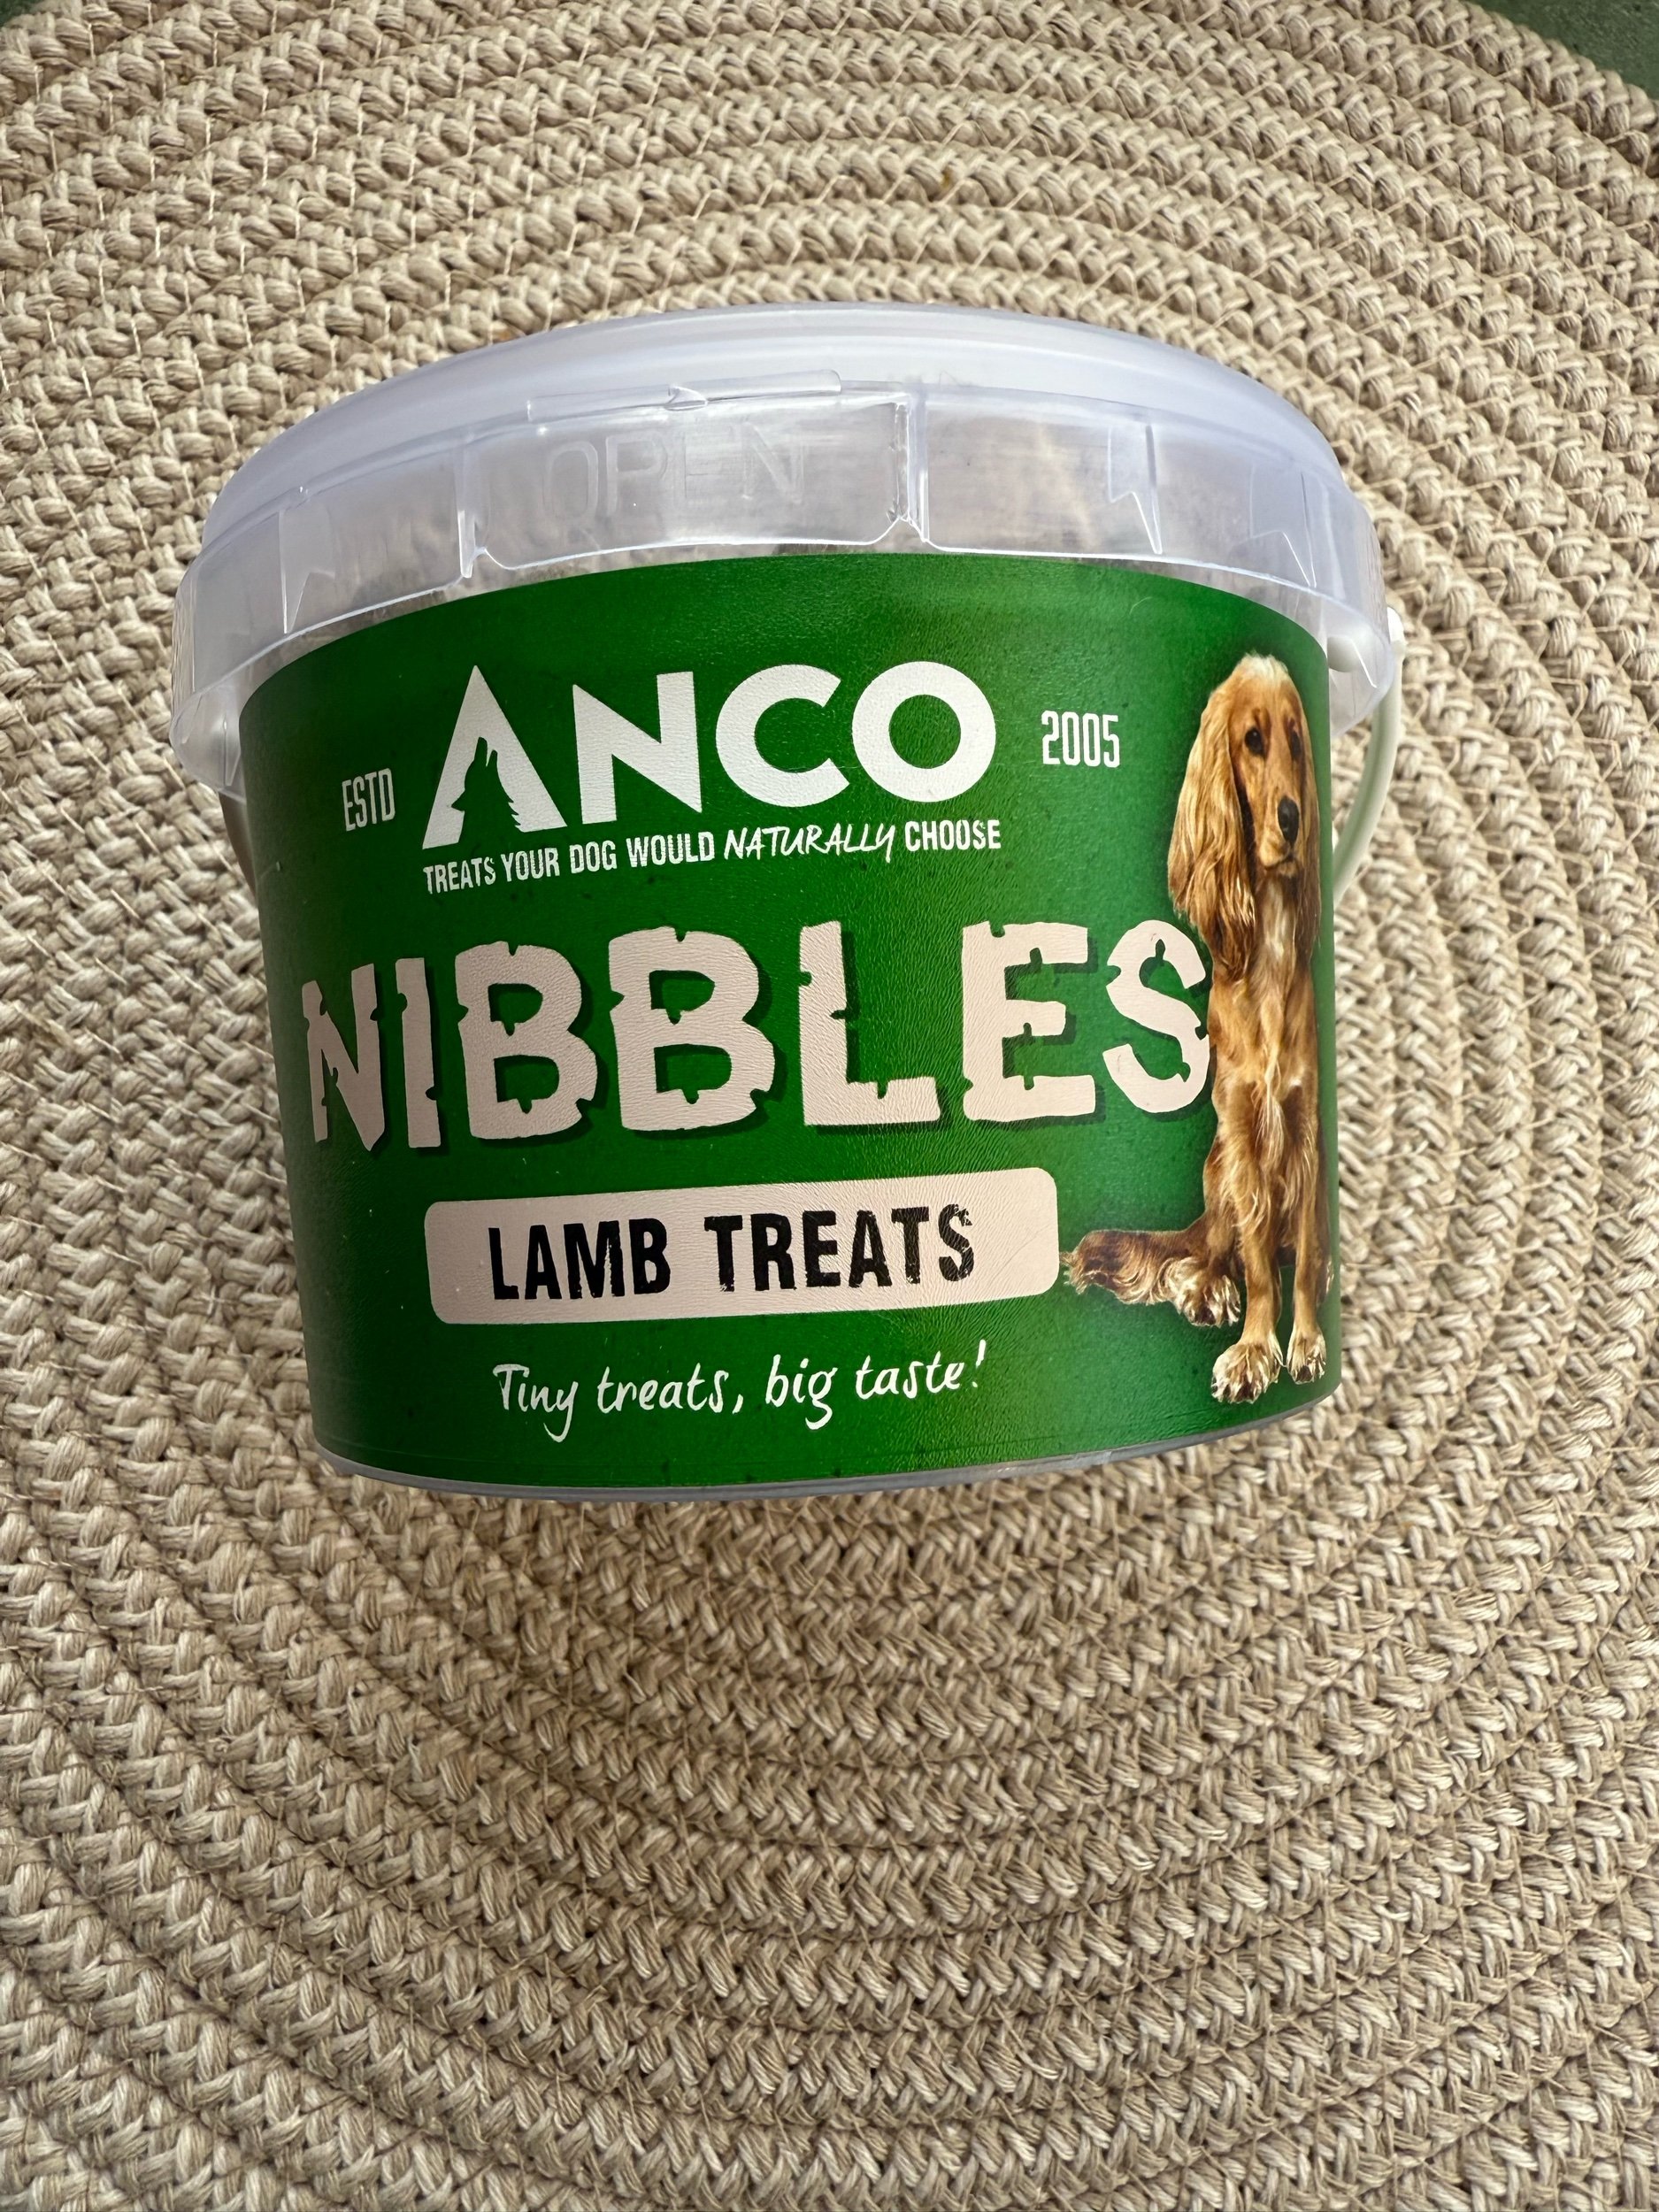 OPEN
ANCO
ESTD 2005
TREATS YOUR DOG WOULD NATURALLY CHOOSE
NIBBLES
LAMB TREATS
Tiny treats, big taste!